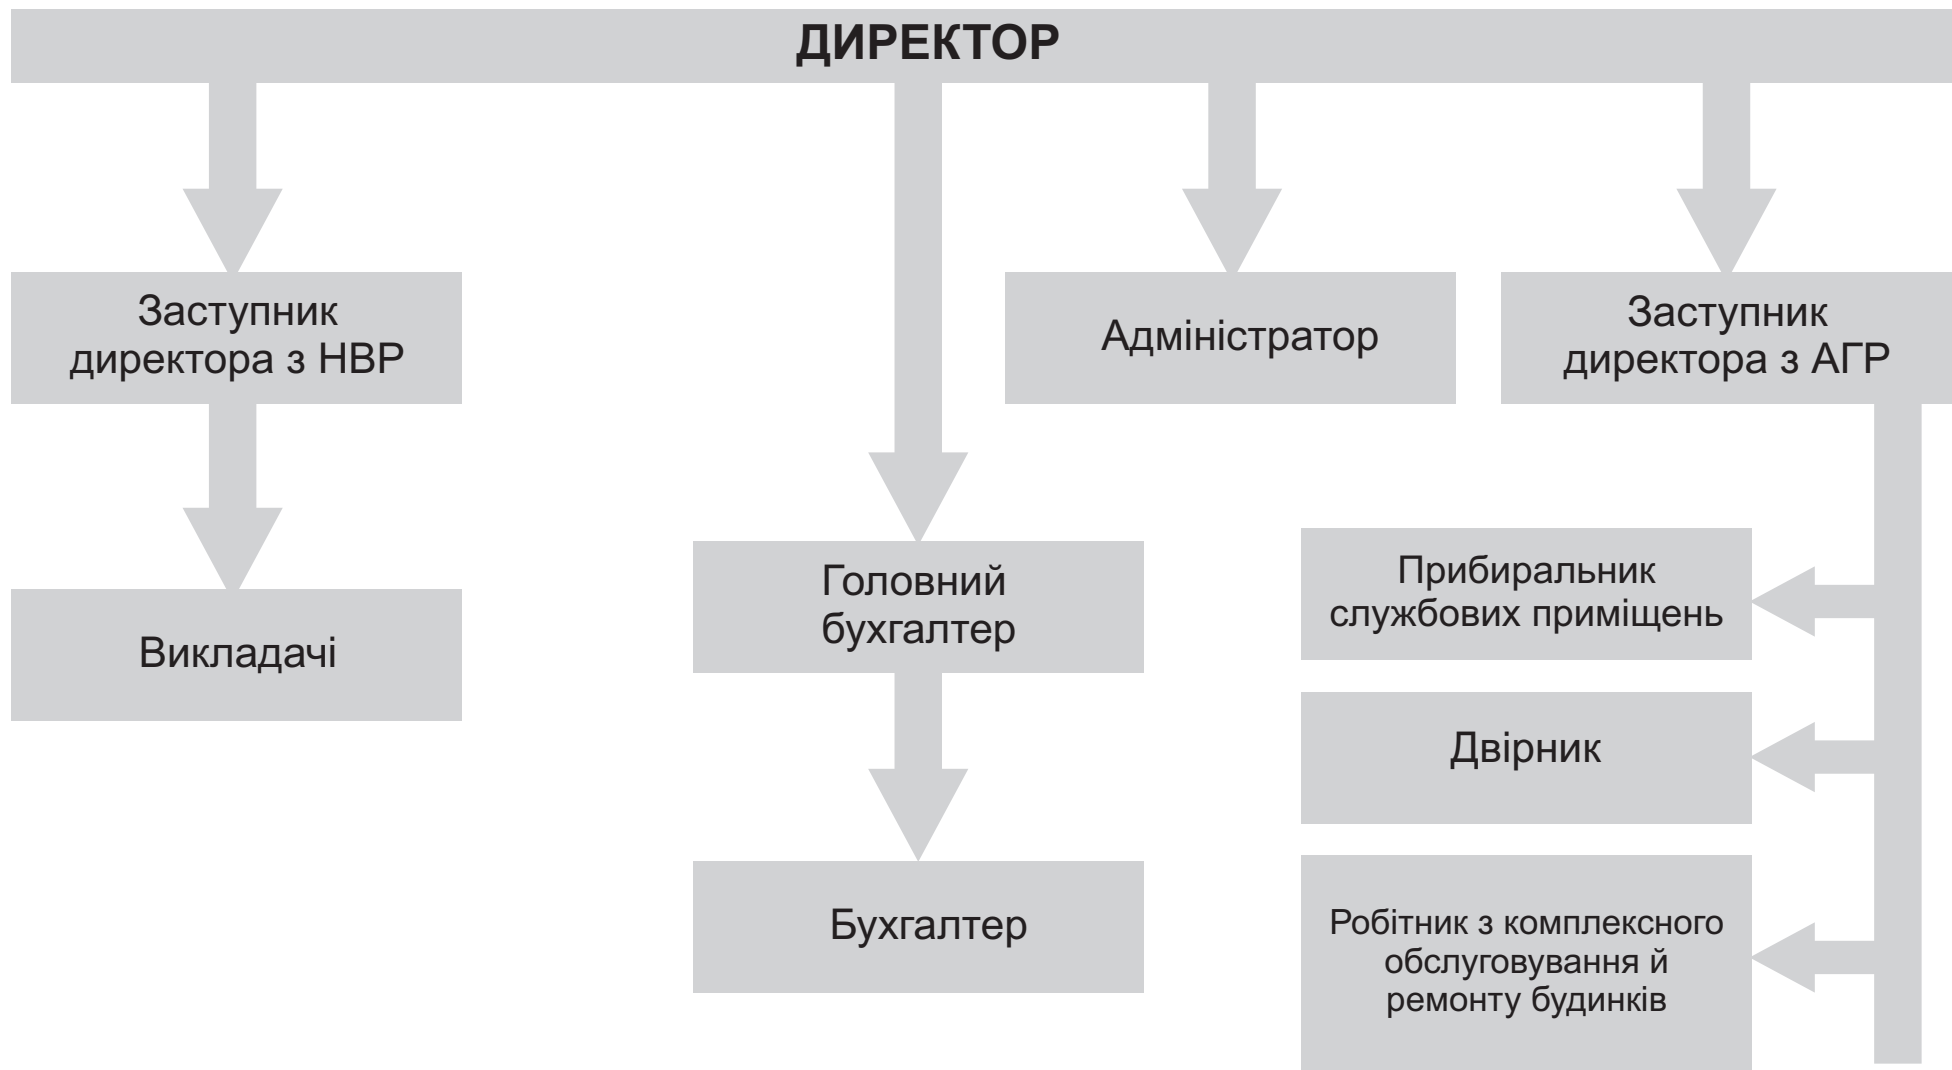 ДИРЕКТОР
Заступник
директора з НВР
Адміністратор
Заступник
директора з АГР
Викладачі
Головний
бухгалтер
Бухгалтер
Прибиральник
службових приміщень
Двірник
Робітник з комплексного
обслуговування й
ремонту будинків